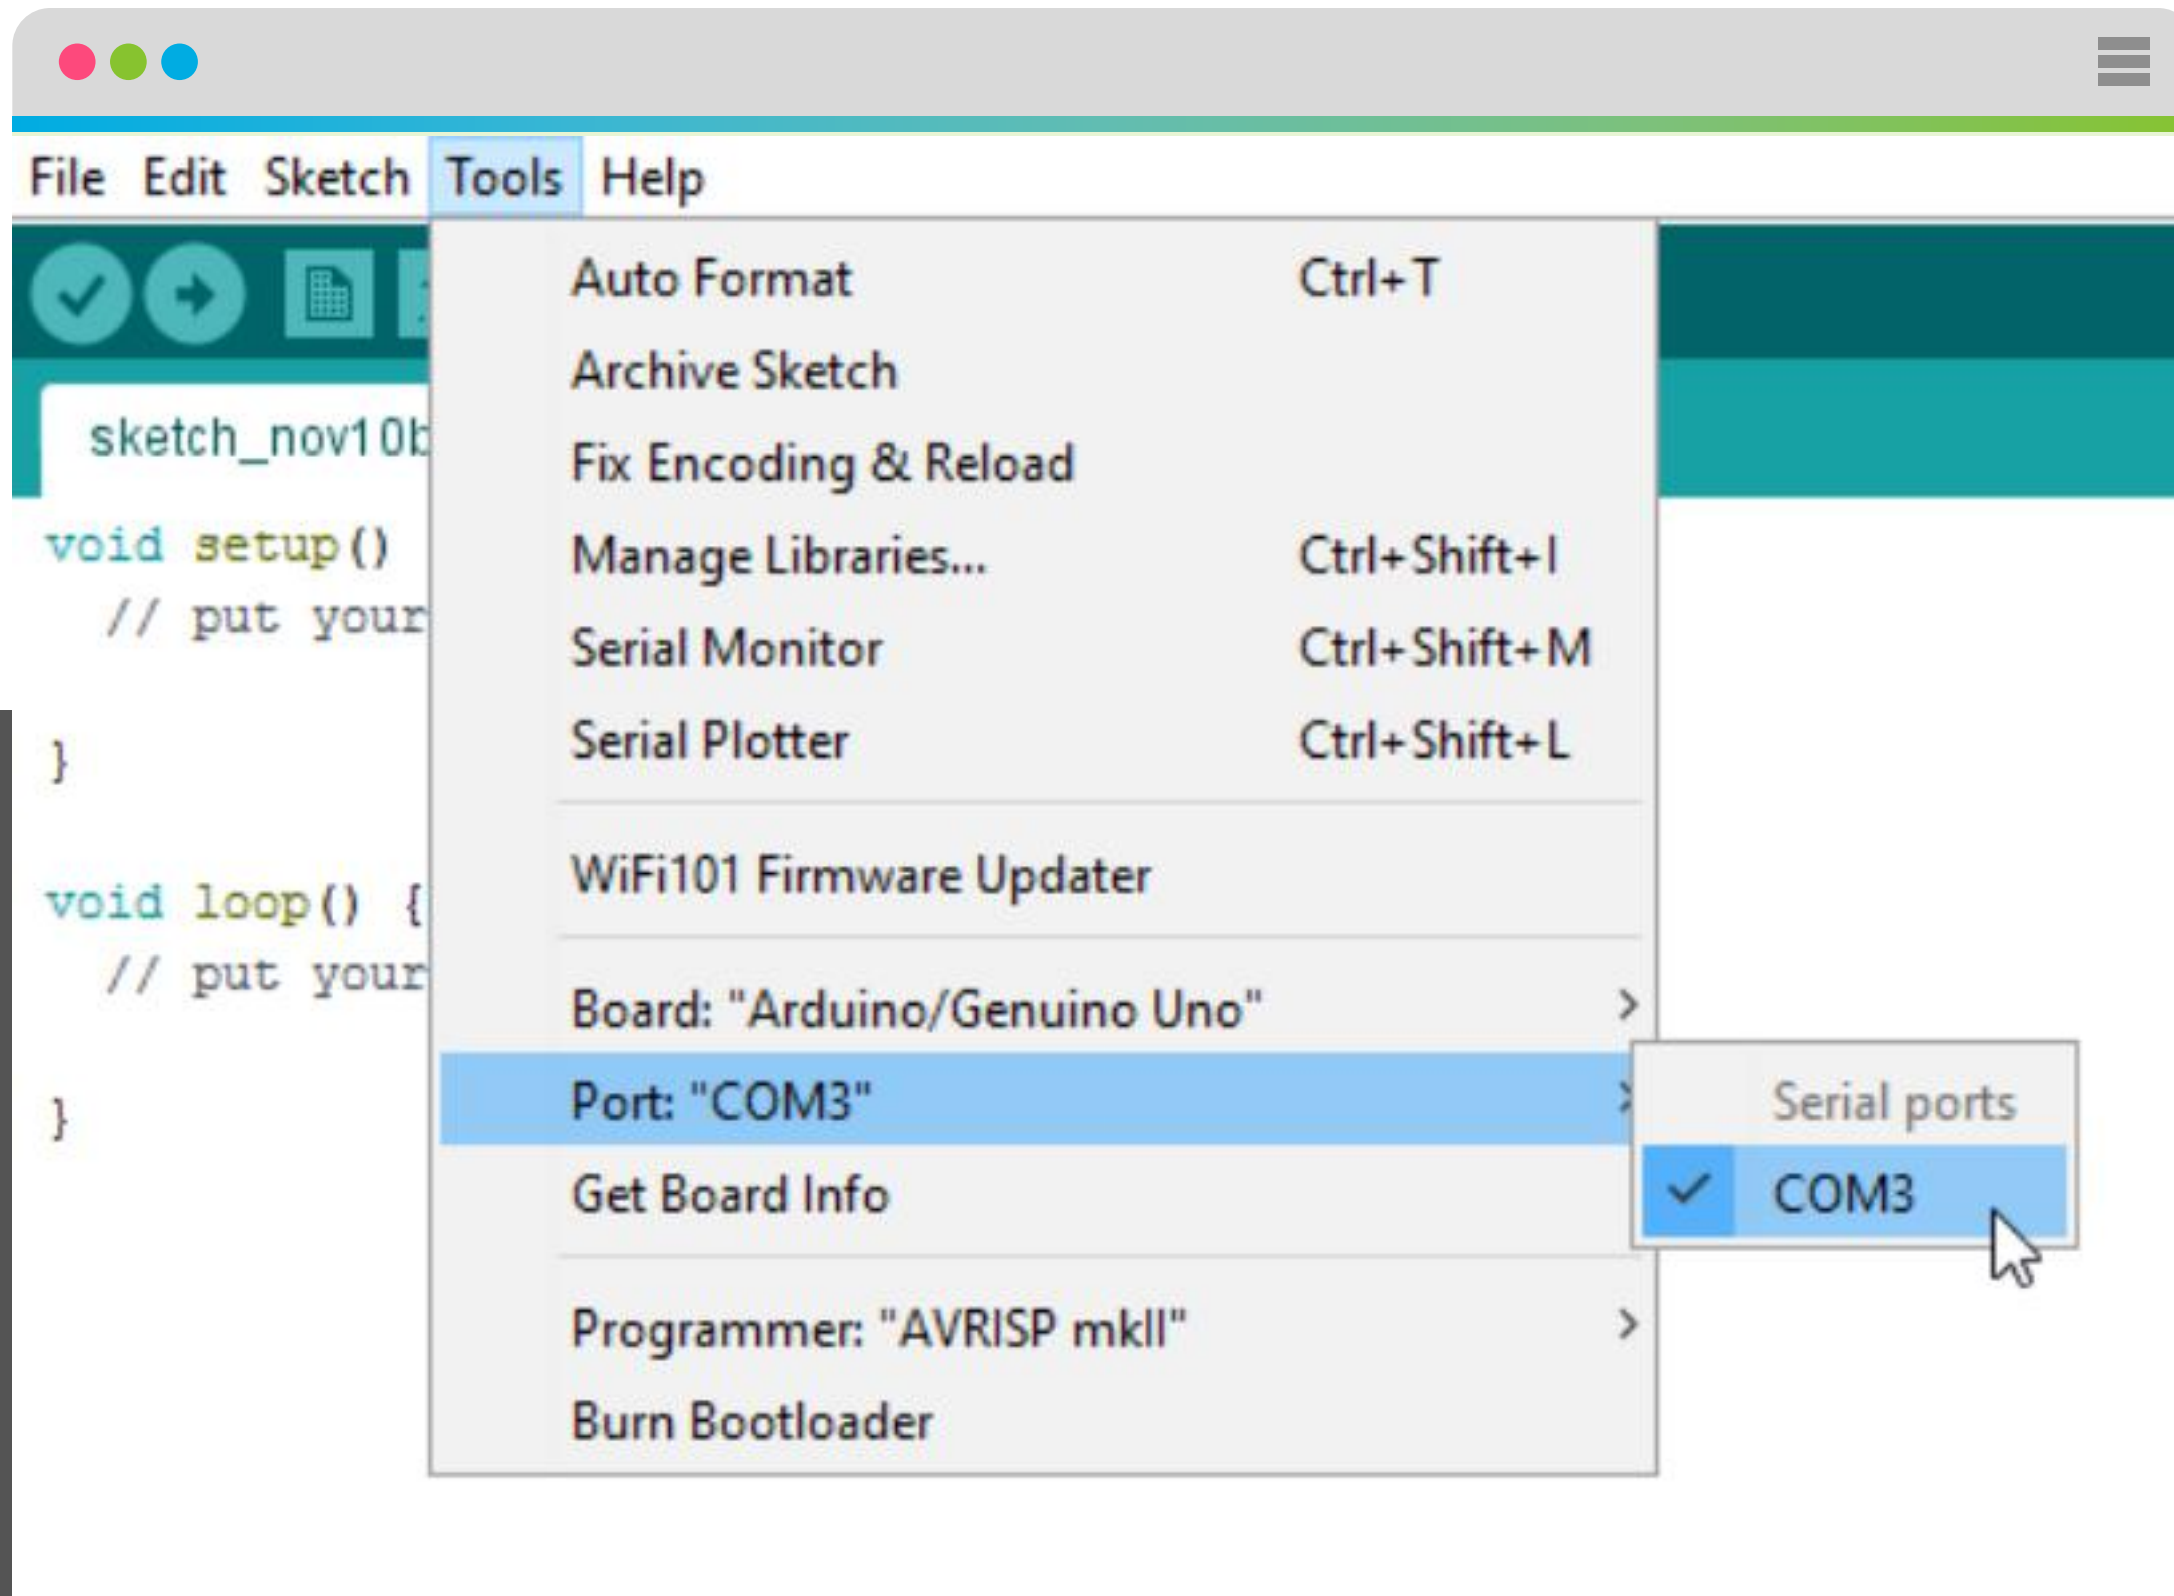 File Edit Sketch Tools Help
Auto Format Ctrl+T
Archive Sketch
sketch_nov10b
Fix Encoding & Reload
void setup()
Manage Libraries... Ctrl+Shift+I
// put your
Serial Monitor Ctrl+Shift+M
Serial Plotter Ctrl+Shift+L
}
WiFi101 Firmware Updater
void loop() {
// put your
Board: "Arduino/Genuino Uno"
Port: "COM3"
Serial ports
}
Get Board Info
COM3
Programmer: "AVRISP mkII"
Burn Bootloader